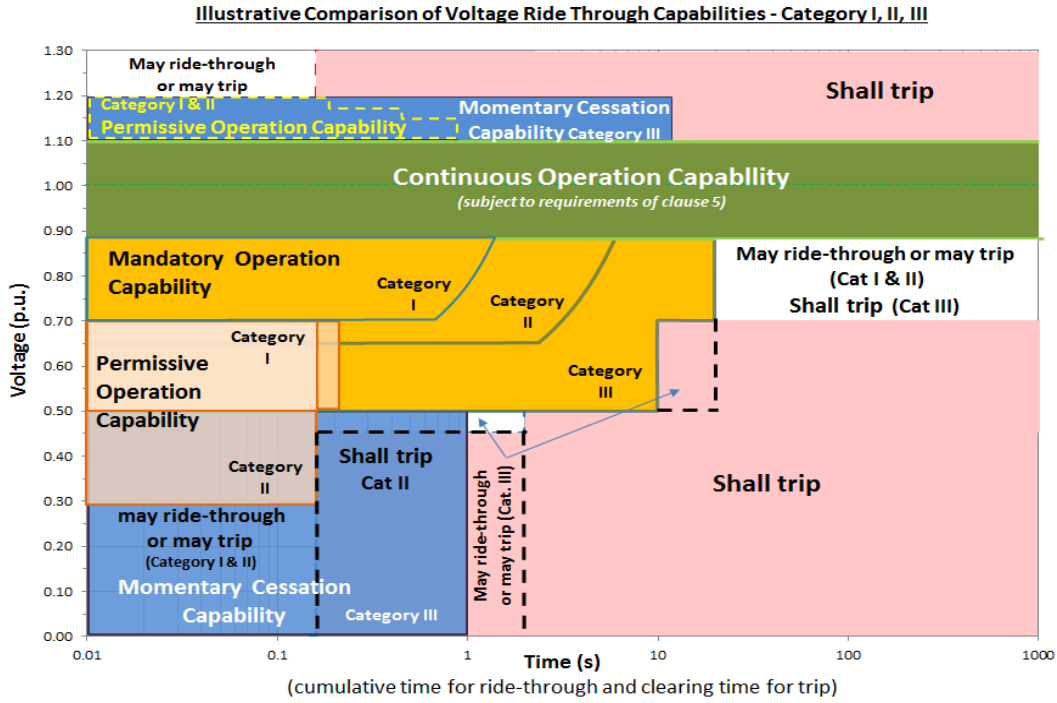 Illustrative Comparison of Voltage Ride Through Capabilities - Category I, II, III
1.30
1.20
1.10
1.00
0.90
0.80
0.70
0.60
0.50
0.40
0.30
0.20
0.10
0.00
Voltage (p.u.)
May ride-through
or may trip
Shall trip
Category I & II
Permissive Operation Capability
Momentary Cessation
Capability Category III
Continuous Operation Capabllity
(subject to requirements of clause 5)
Mandatory Operation
Capability
Category
I
Category
II
Category
III
May ride-through or may trip
(Cat I & II)
Shall trip (Cat III)
Category
I
Permissive
Operation
Capability
Category
II
Shall trip
Cat II
May ride-through
or may trip (Cat. III)
Shall trip
may ride-through
or may trip
(Category I & II)
Momentary Cessation
Capability
Category III
0.01
0.1
1
10
100
1000
Time (s)
(cumulative time for ride-through and clearing time for trip)